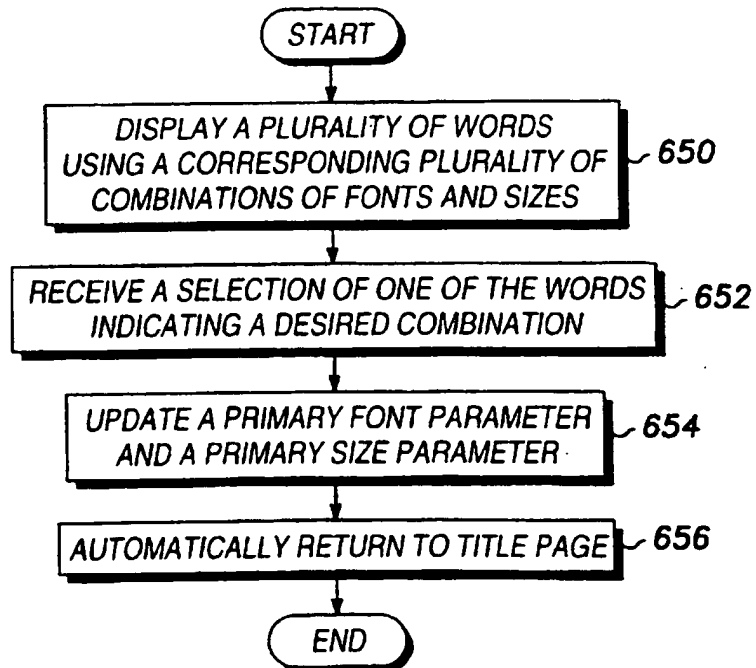 START
DISPLAY A PLURALITY OF WORDS
USING A CORRESPONDING PLURALITY OF
COMBINATIONS OF FONTS AND SIZES
650
RECEIVE A SELECTION OF ONE OF THE WORDS
INDICATING A DESIRED COMBINATION
652
UPDATE A PRIMARY FONT PARAMETER
AND A PRIMARY SIZE PARAMETER
654
AUTOMATICALLY RETURN TO TITLE PAGE
656
END